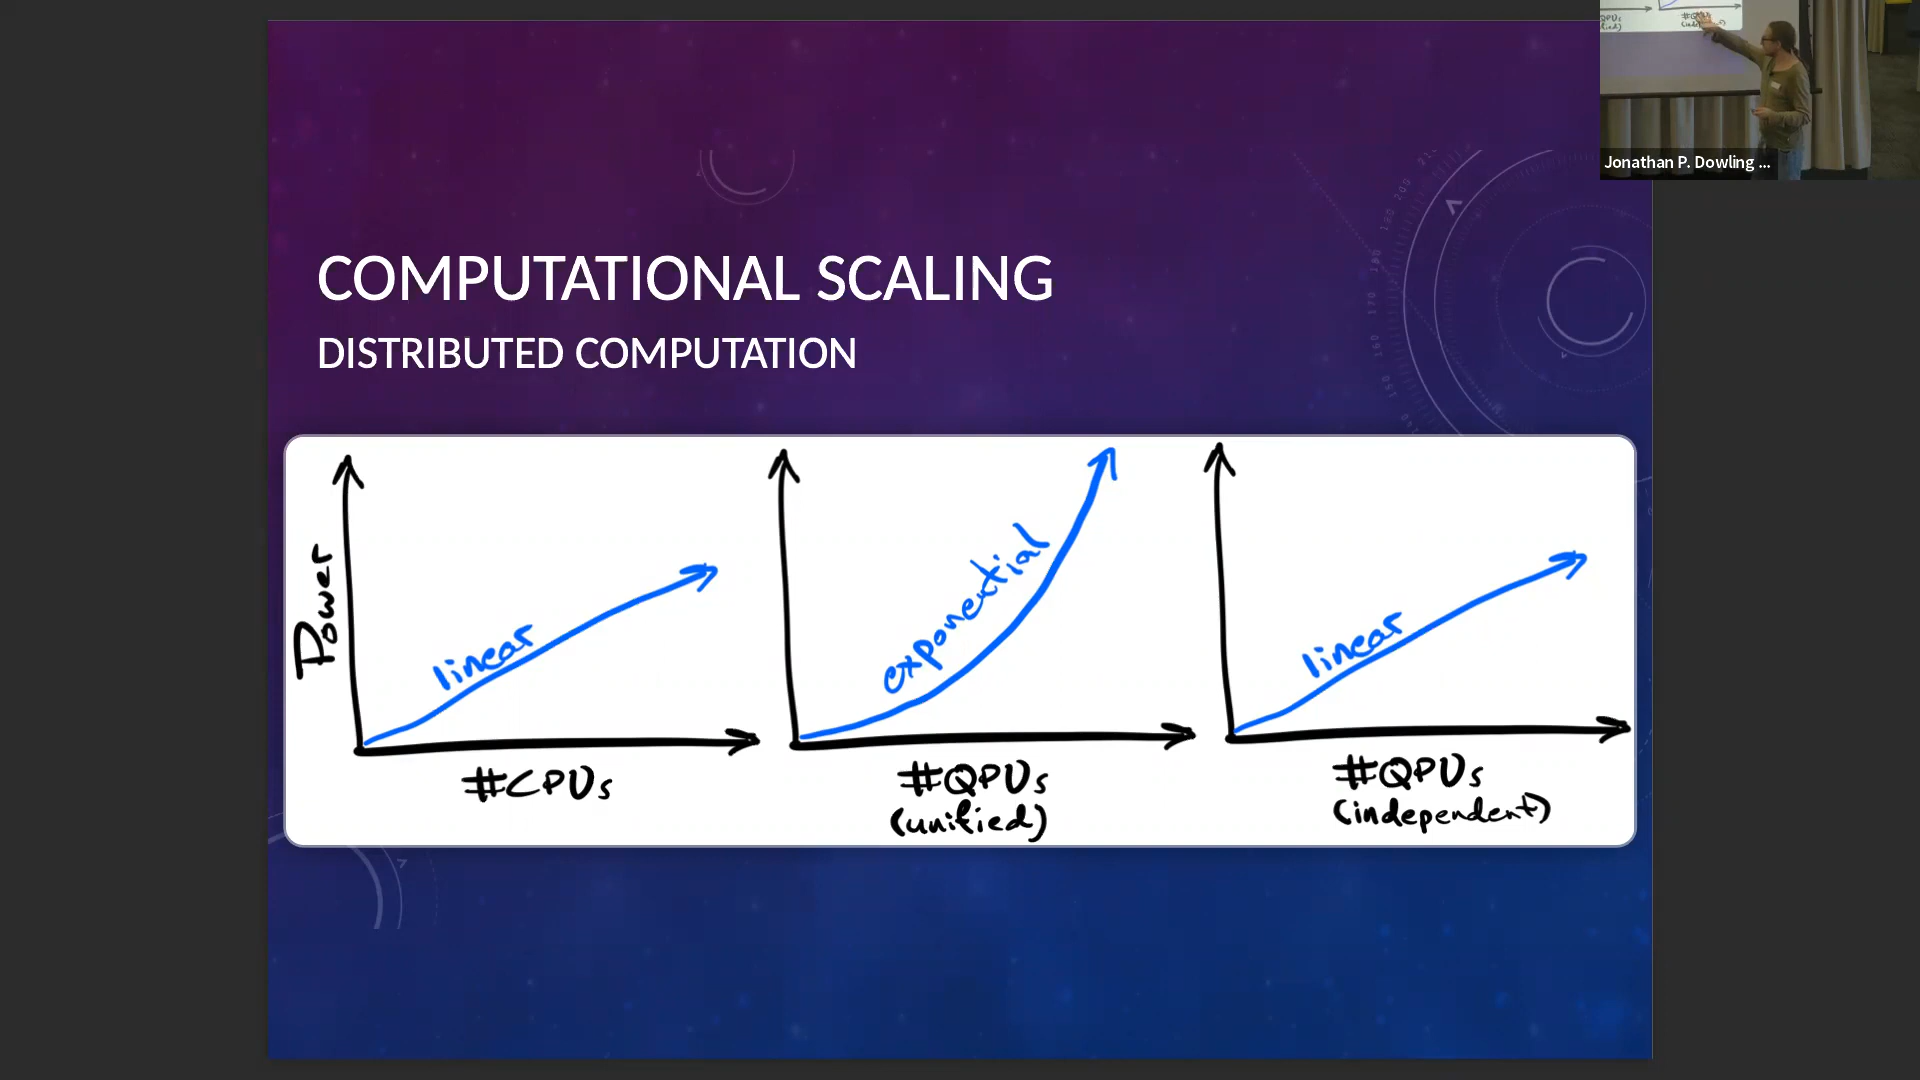 COMPUTATIONAL SCALING
DISTRIBUTED COMPUTATION
Power
linear
#CPUs
exponential
#QPUs
(unified)
linear
#QPUs
(independent)
Jonathan P. Dowling ...